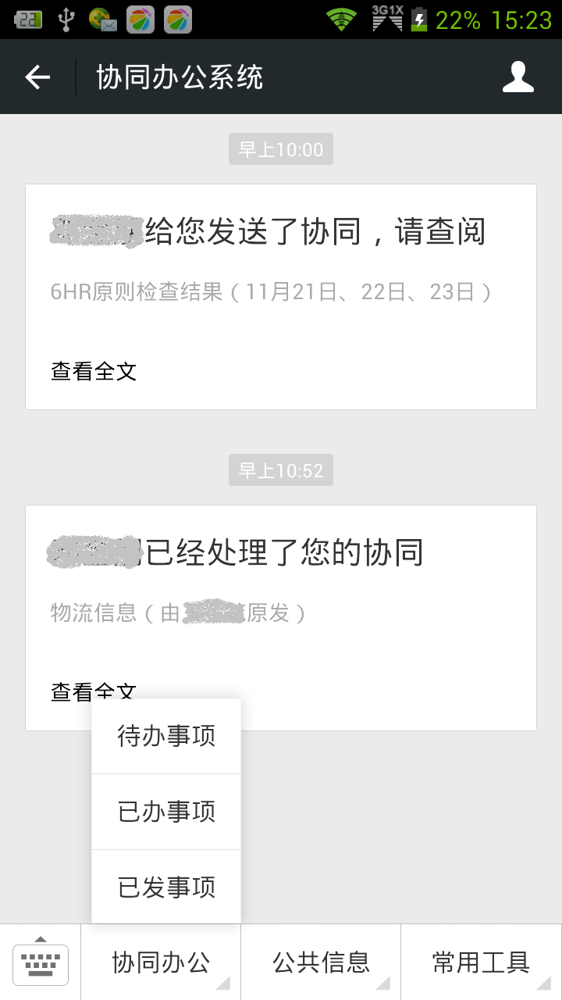 22
3G1X
22% 15:23
协同办公系统
早上10:00
给您发送了协同，请查阅
6HR原则检查结果（11月21日、22日、23日）
查看全文
早上10:52
已经处理了您的协同
物流信息（由原发）
查看全文
待办事项
已办事项
已发事项
协同办公
公共信息
常用工具